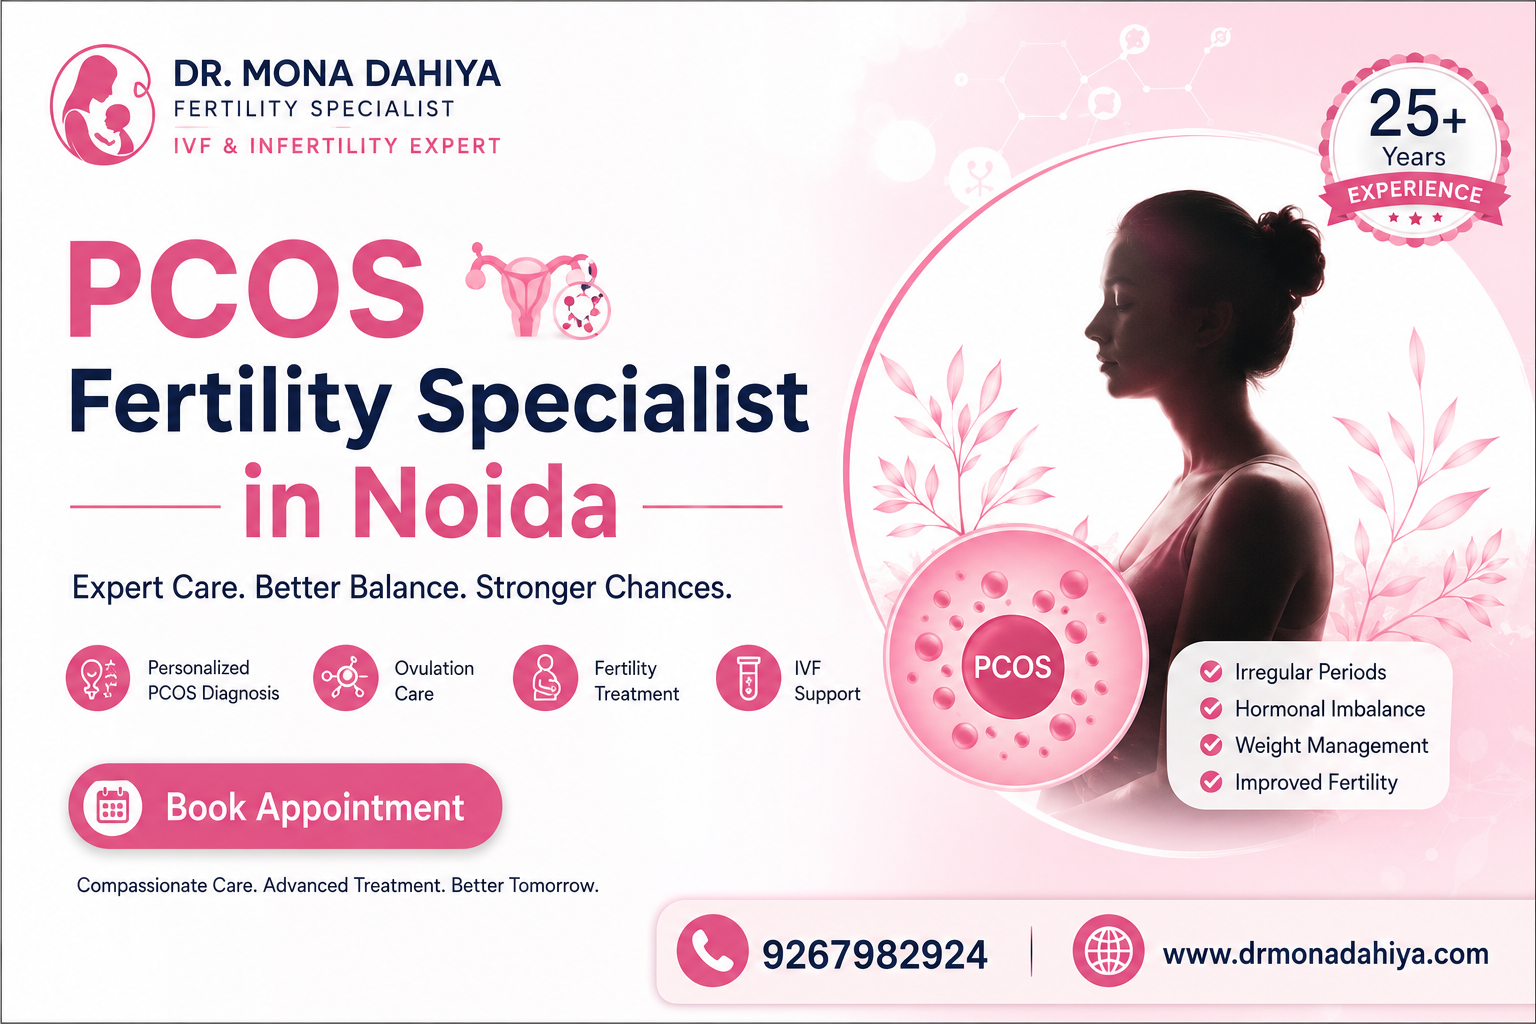 DR. MONA DAHIYA
FERTILITY SPECIALIST
IVF & INFERTILITY EXPERT
25+
Years
EXPERIENCE
PCOS
Fertility Specialist
in Noida
Expert Care. Better Balance. Stronger Chances.
Personalized
PCOS Diagnosis
Ovulation
Care
Fertility
Treatment
IVF
Support
PCOS
Irregular Periods
Hormonal Imbalance
Weight Management
Improved Fertility
Book Appointment
Compassionate Care. Advanced Treatment. Better Tomorrow.
9267982924
www.drmonadahiya.com